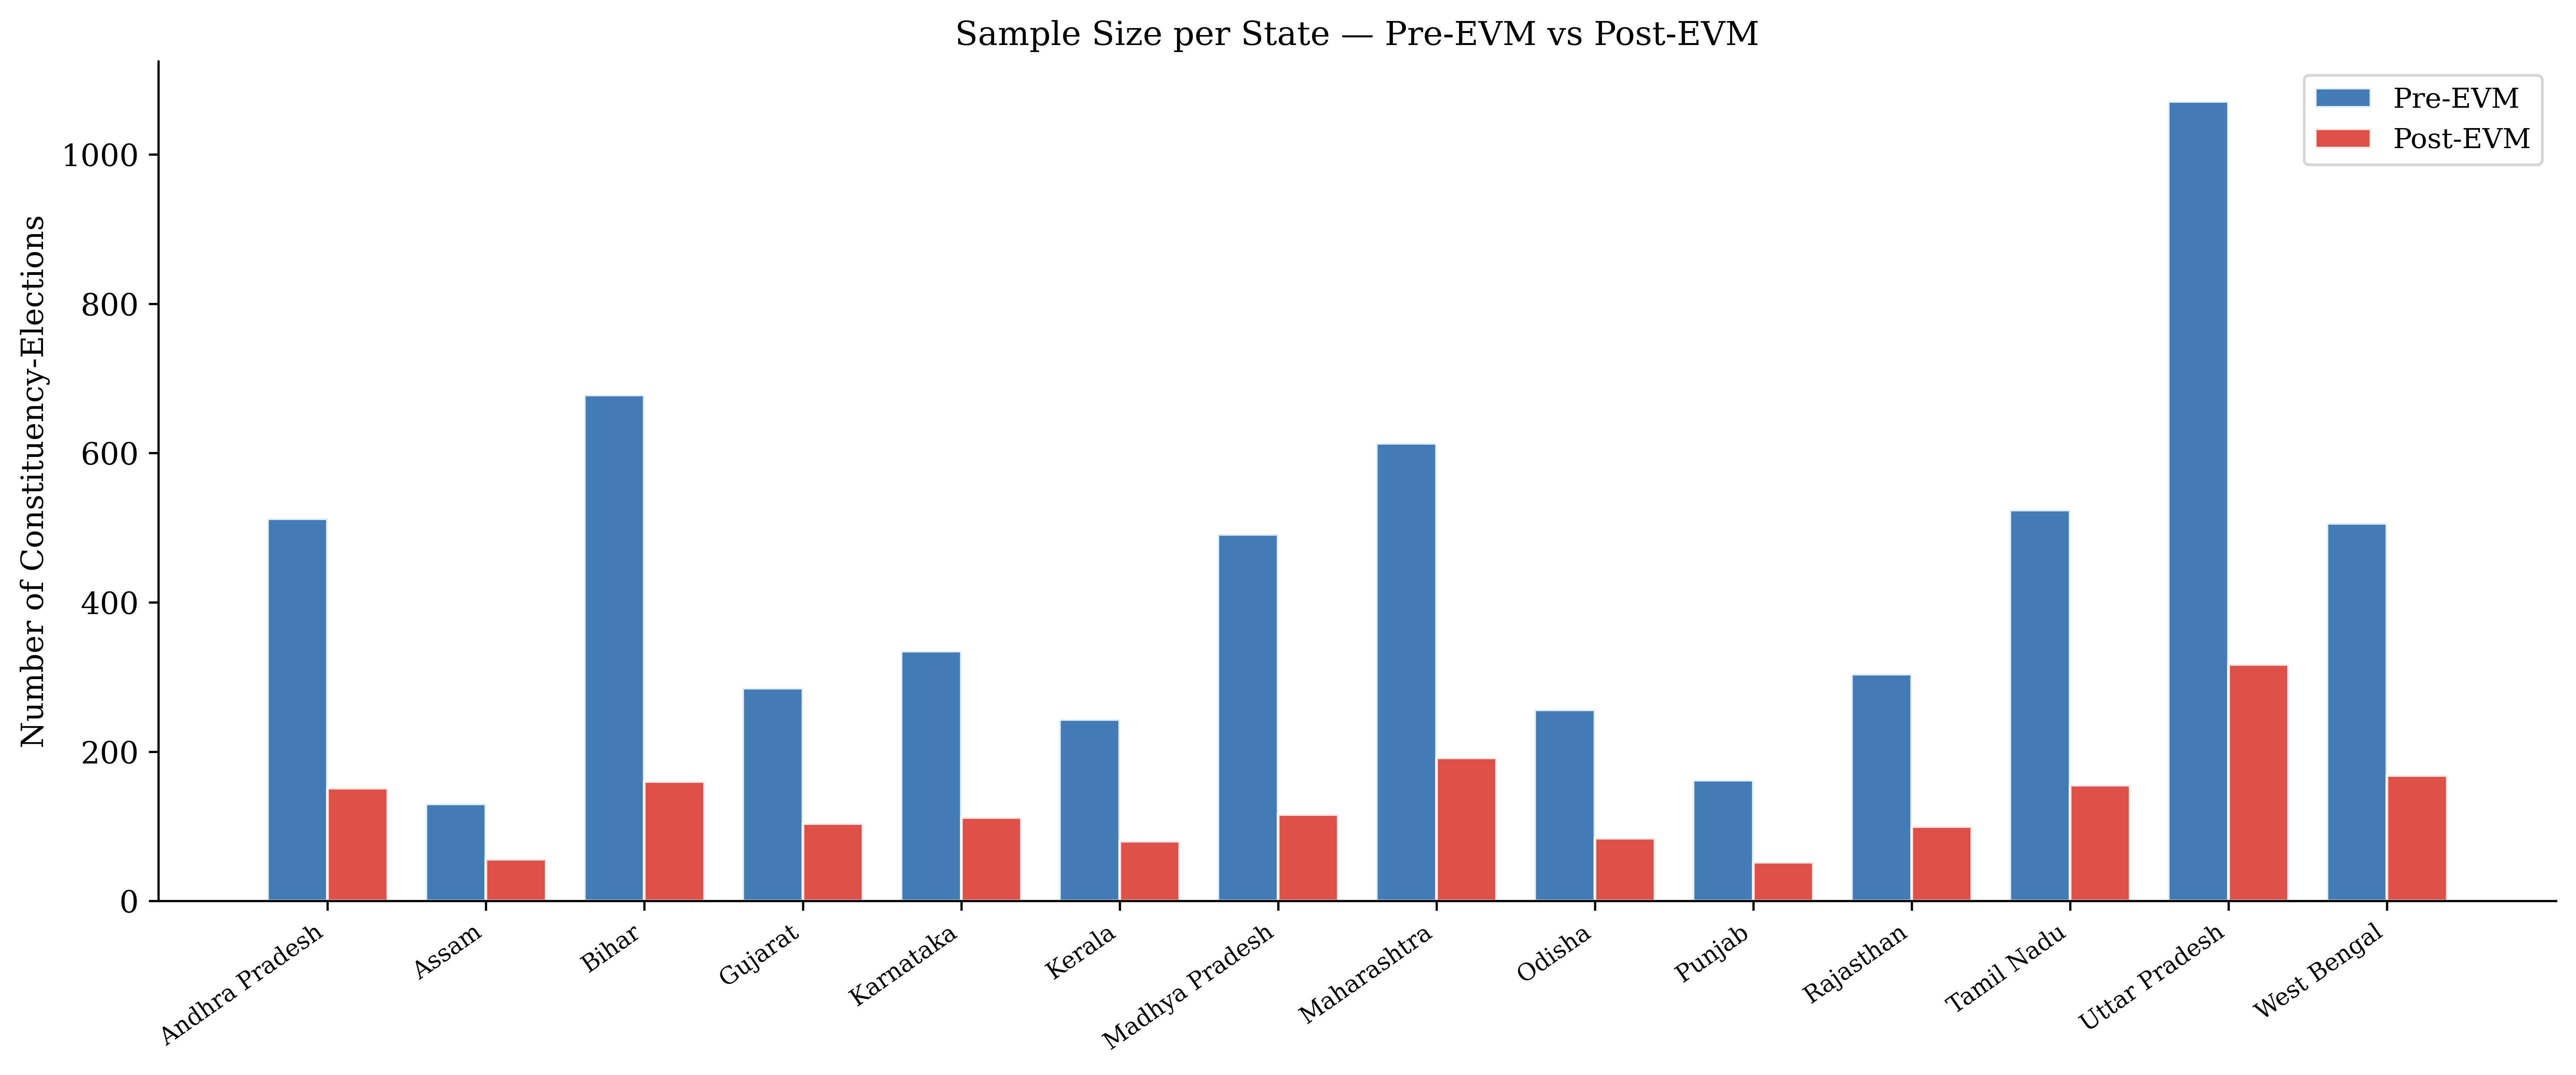 Sample Size per State — Pre-EVM vs Post-EVM
Pre-EVM
Post-EVM
Number of Constituency-Elections
1000
800
600
400
200
0
Andhra Pradesh
Assam
Bihar
Gujarat
Karnataka
Kerala
Madhya Pradesh
Maharashtra
Odisha
Punjab
Rajasthan
Tamil Nadu
Uttar Pradesh
West Bengal